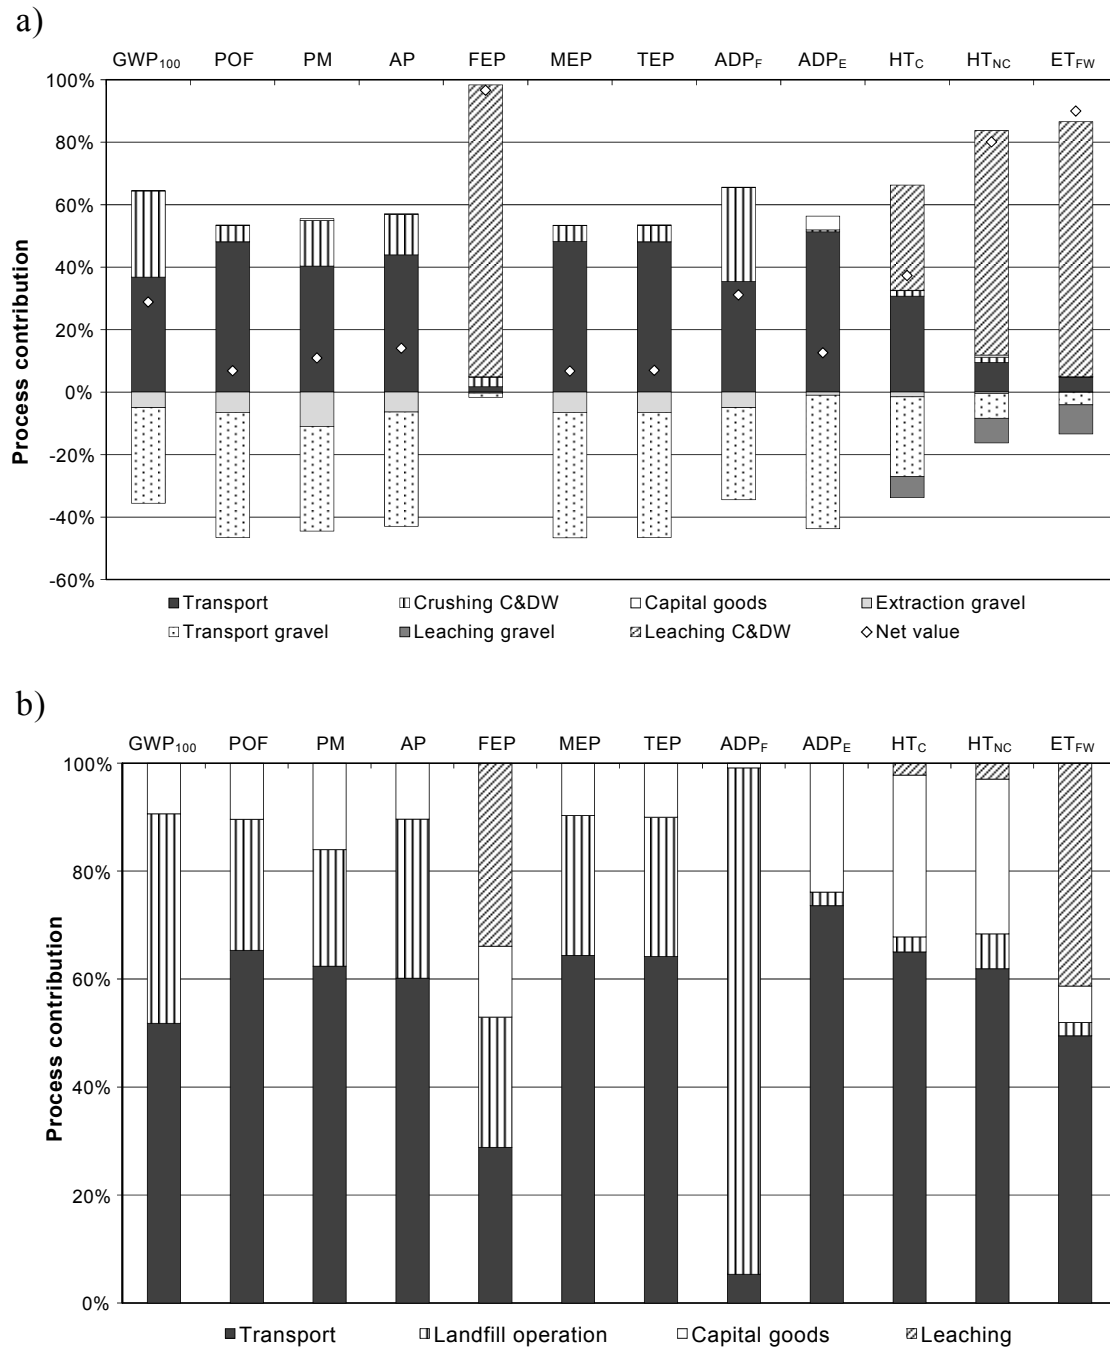 a)
GWP100 POF PM AP FEP MEP TEP ADPF ADPE HTC HTNC ETFW
100%
80%
60%
40%
20%
0%
-20%
-40%
-60%
Process contribution
Transport Crushing C&DW Capital goods Extraction gravel
Transport gravel Leaching gravel Leaching C&DW Net value
b)
GWP100 POF PM AP FEP MEP TEP ADPF ADPE HTC HTNC ETFW
100%
80%
60%
40%
20%
0%
Process contribution
Transport Landfill operation Capital goods Leaching